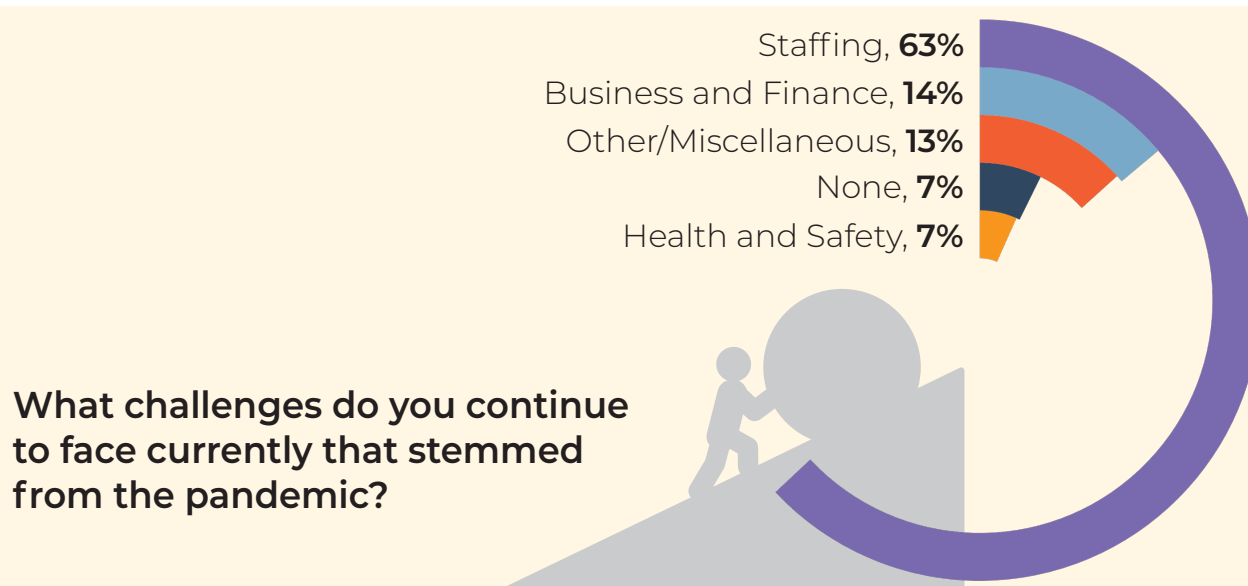 Staffing, 63%
Business and Finance, 14%
Other/Miscellaneous, 13%
None, 7%
Health and Safety, 7%
What challenges do you continue
to face currently that stemmed
from the pandemic?